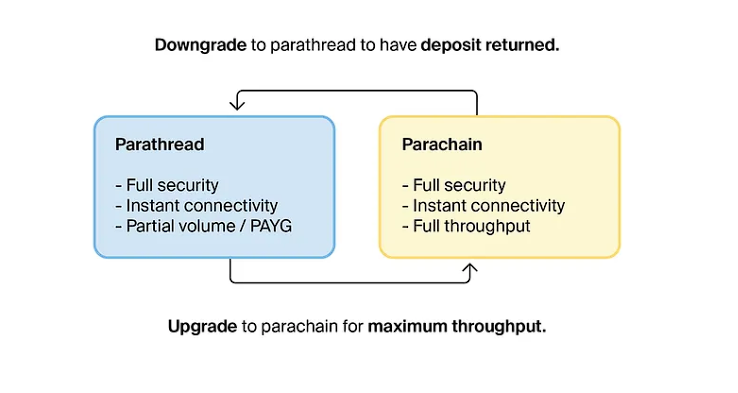 Downgrade to parathread to have deposit returned.
Parathread
- Full security
- Instant connectivity
- Partial volume / PAYG
Parachain
- Full security
- Instant connectivity
- Full throughput
Upgrade to parachain for maximum throughput.